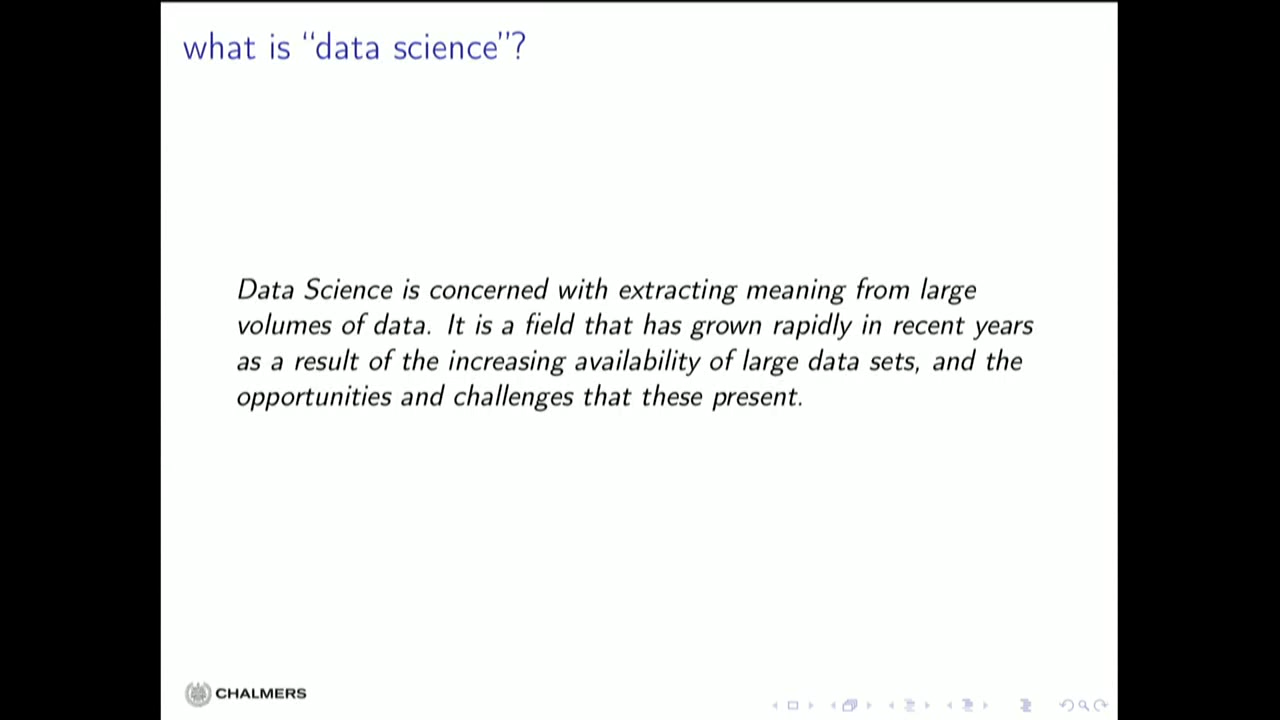 what is “data science”?
Data Science is concerned with extracting meaning from large
volumes of data. It is a field that has grown rapidly in recent years
as a result of the increasing availability of large data sets, and the
opportunities and challenges that these present.
CHALMERS